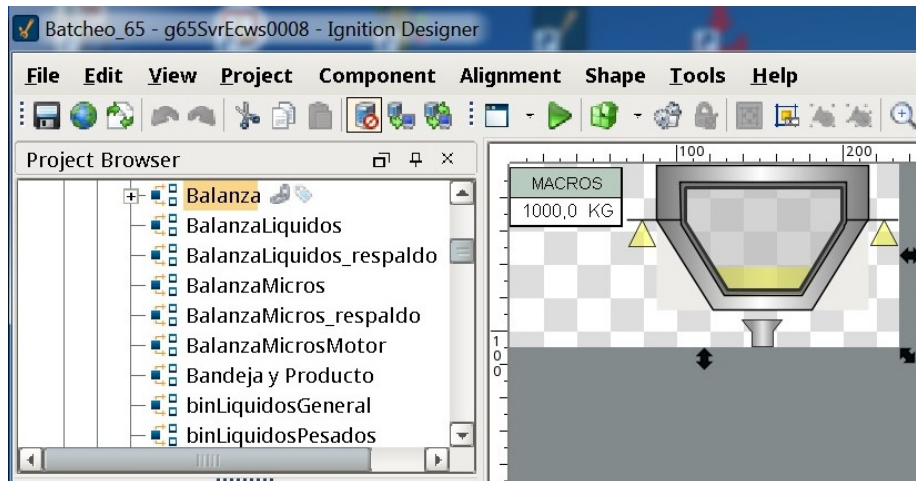 Batcheo_65 - g65SvrEcws0008 - Ignition Designer
File Edit View Project Component Alignment Shape Tools Help
Project Browser
100 200
Balanza
BalanzaLiquidos
BalanzaLiquidos_respaldo
BalanzaMicros
BalanzaMicros_respaldo
BalanzaMicrosMotor
Bandeja y Producto
binLiquidosGeneral
binLiquidosPesados
MACROS
1000,0 KG
100